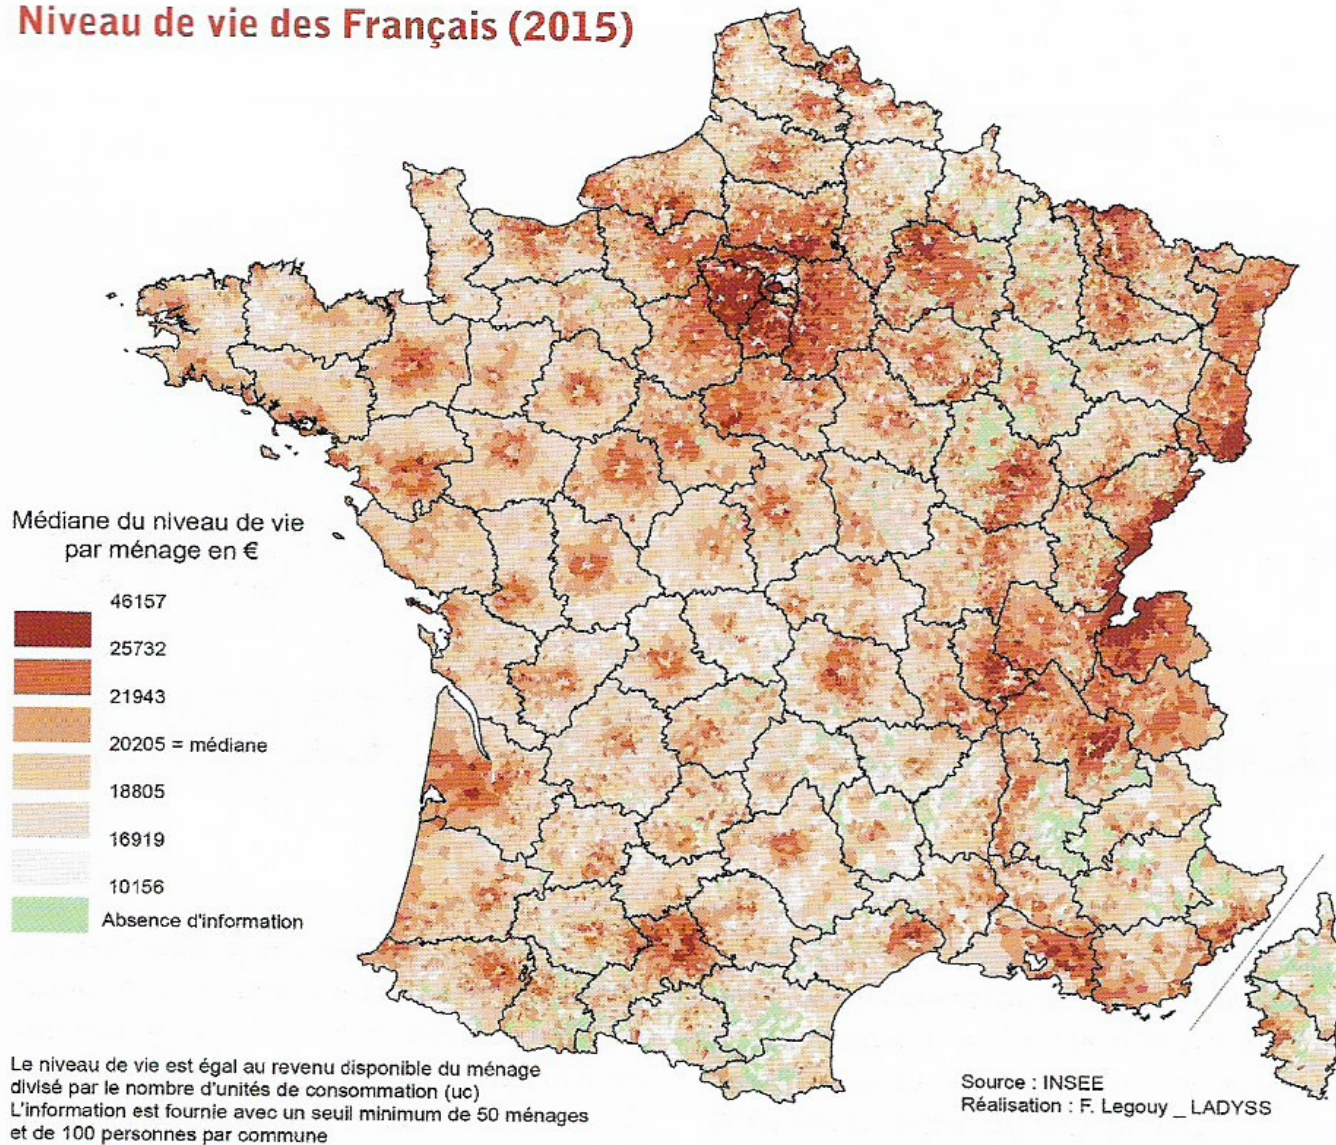 Niveau de vie des Français (2015)
Médiane du niveau de vie
par ménage en €
46157
25732
21943
20205 = médiane
18805
16919
10156
Absence d'information
Le niveau de vie est égal au revenu disponible du ménage
divisé par le nombre d'unités de consommation (uc)
L'information est fournie avec un seuil minimum de 50 ménages
et de 100 personnes par commune
Source : INSEE
Réalisation : F. Legouy _ LADYSS